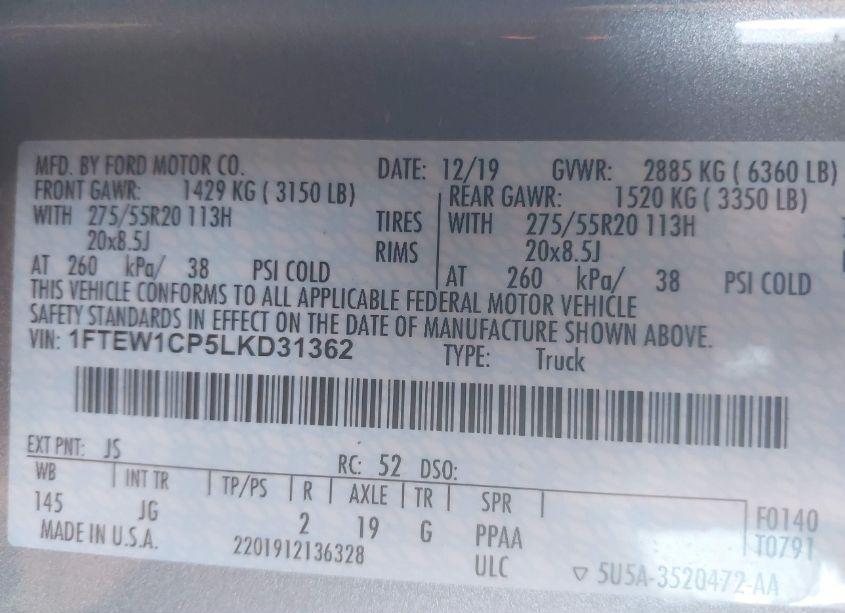 MFD. BY FORD MOTOR CO. DATE: 12/19 GVWR: 2885 KG ( 6360 LB)
FRONT GAWR: 1429 KG ( 3150 LB) REAR GAWR: 1520 KG ( 3350 LB)
WITH 275/55R20 113H TIRES WITH 275/55R20 113H
20x8.5J RIMS 20x8.5J
AT 260 kPa/ 38 PSI COLD AT 260 kPa/ 38 PSI COLD
THIS VEHICLE CONFORMS TO ALL APPLICABLE FEDERAL MOTOR VEHICLE
SAFETY STANDARDS IN EFFECT ON THE DATE OF MANUFACTURE SHOWN ABOVE.
VIN: 1FTEW1CP5LKD31362 TYPE: Truck
EXT PNT: JS RC: 52 DSO:
WB INT TR TP/PS R AXLE TR SPR
145 JG 2 19 G PPAA F0140
MADE IN U.S.A. 2201912136328 ULC T0791
▽ 5U5A-3520472-AA